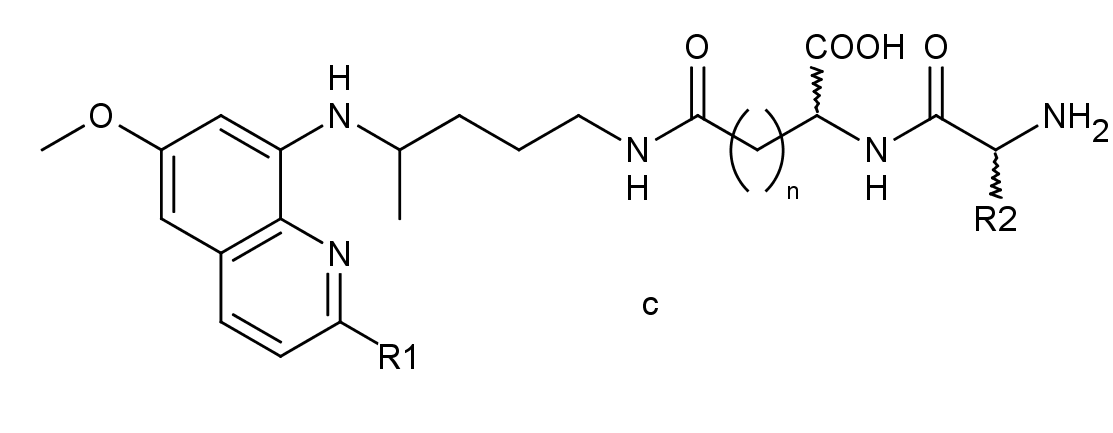 O COOH O
H
O N NH2
N N
H n H
R2
N
c
R1